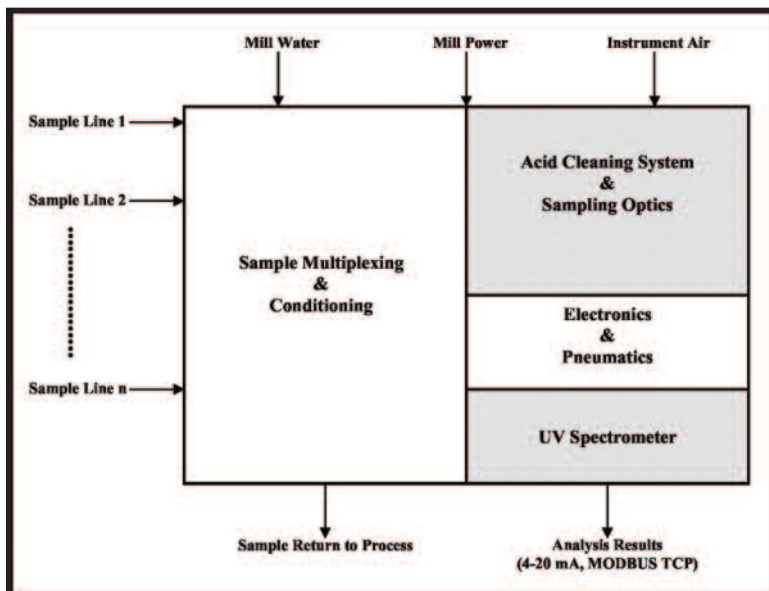 Mill Water
Mill Power
Instrument Air
Sample Line 1
Sample Line 2
Sample Line n
Sample Multiplexing
&
Conditioning
Acid Cleaning System
&
Sampling Optics
Electronics
&
Pneumatics
UV Spectrometer
Sample Return to Process
Analysis Results
(4-20 mA, MODBUS TCP)